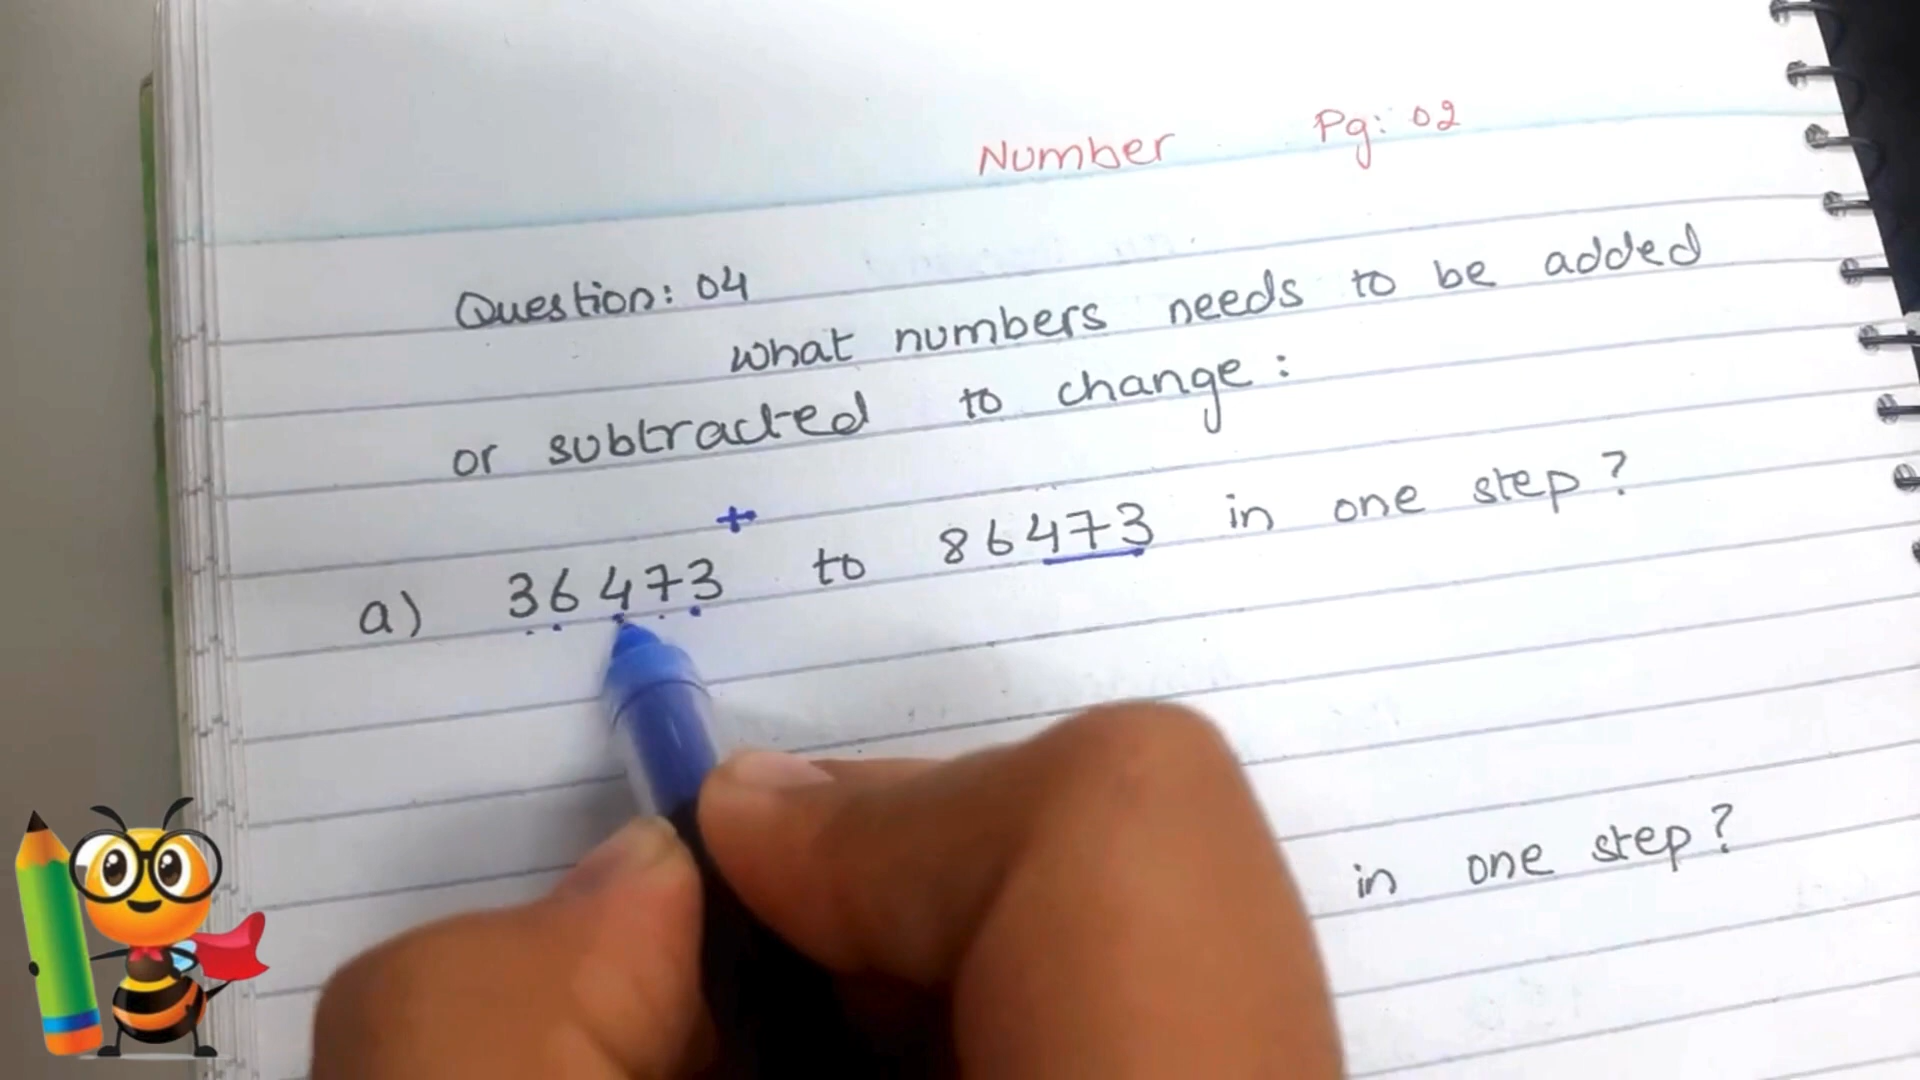 Number Pg: 02
Question: 04
What numbers needs to be added
or subtracted to change:
+
a) 36473 to 86473 in one step?
in one step?